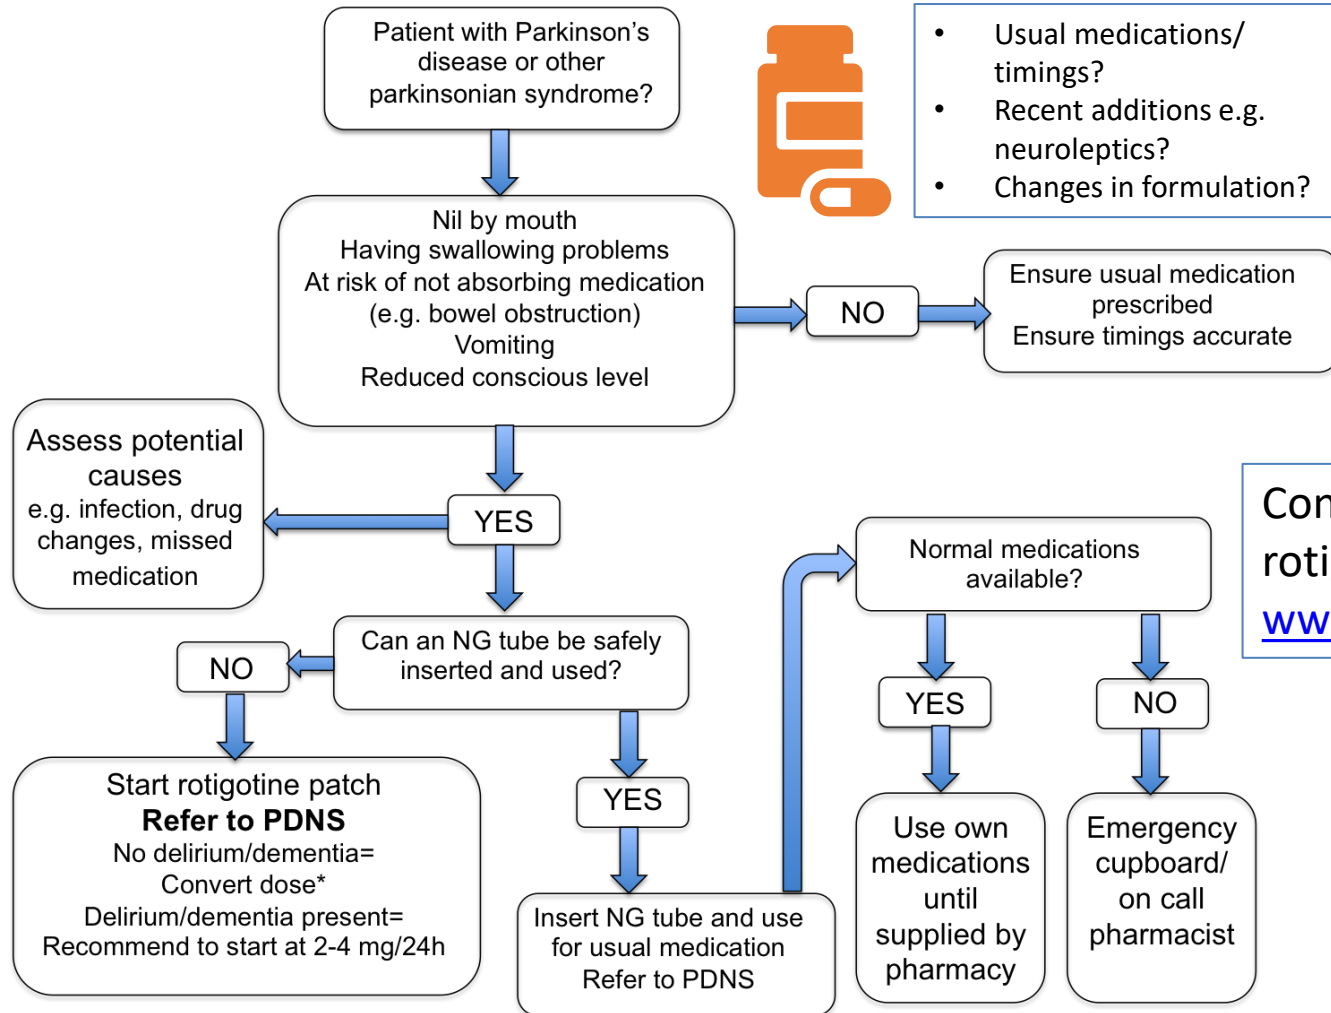 Patient with Parkinson’s
disease or other
parkinsonian syndrome?
• Usual medications/
timings?
• Recent additions e.g.
neuroleptics?
• Changes in formulation?
Nil by mouth
Having swallowing problems
At risk of not absorbing medication
(e.g. bowel obstruction)
Vomiting
Reduced conscious level
NO
Ensure usual medication
prescribed
Ensure timings accurate
Assess potential
causes
e.g. infection, drug
changes, missed
medication
YES
Can an NG tube be safely
inserted and used?
NO
Start rotigotine patch
Refer to PDNS
No delirium/dementia=
Convert dose*
Delirium/dementia present=
Recommend to start at 2-4 mg/24h
YES
Insert NG tube and use
for usual medication
Refer to PDNS
Normal medications
available?
YES
NO
Use own
medications
until
supplied by
pharmacy
Emergency
cupboard/
on call
pharmacist